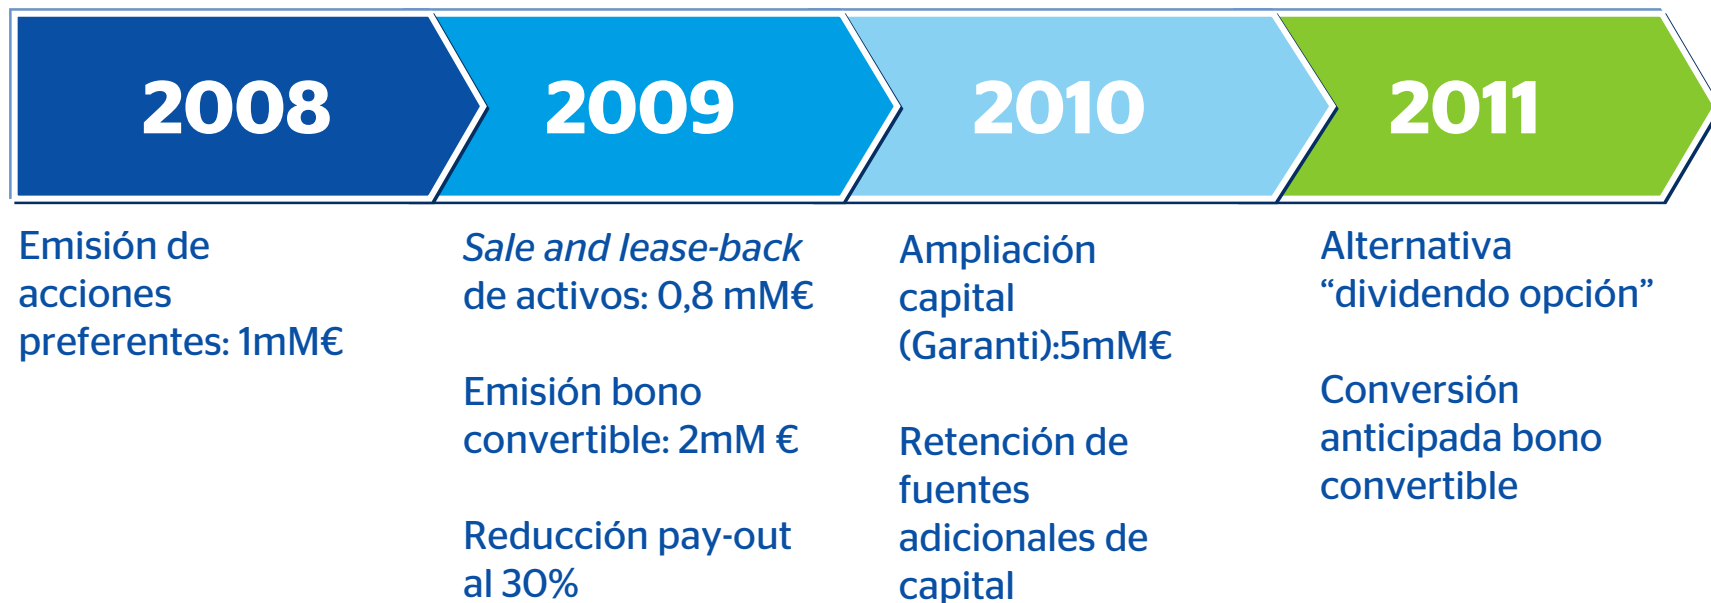 2008
Emisión de
acciones
preferentes: 1mM€
2009
Sale and lease-back
de activos: 0,8 mM€
Emisión bono
convertible: 2mM €
Reducción pay-out
al 30%
2010
Ampliación
capital
(Garanti):5mM€
Retención de
fuentes
adicionales de
capital
2011
Alternativa
“dividendo opción”
Conversión
anticipada bono
convertible